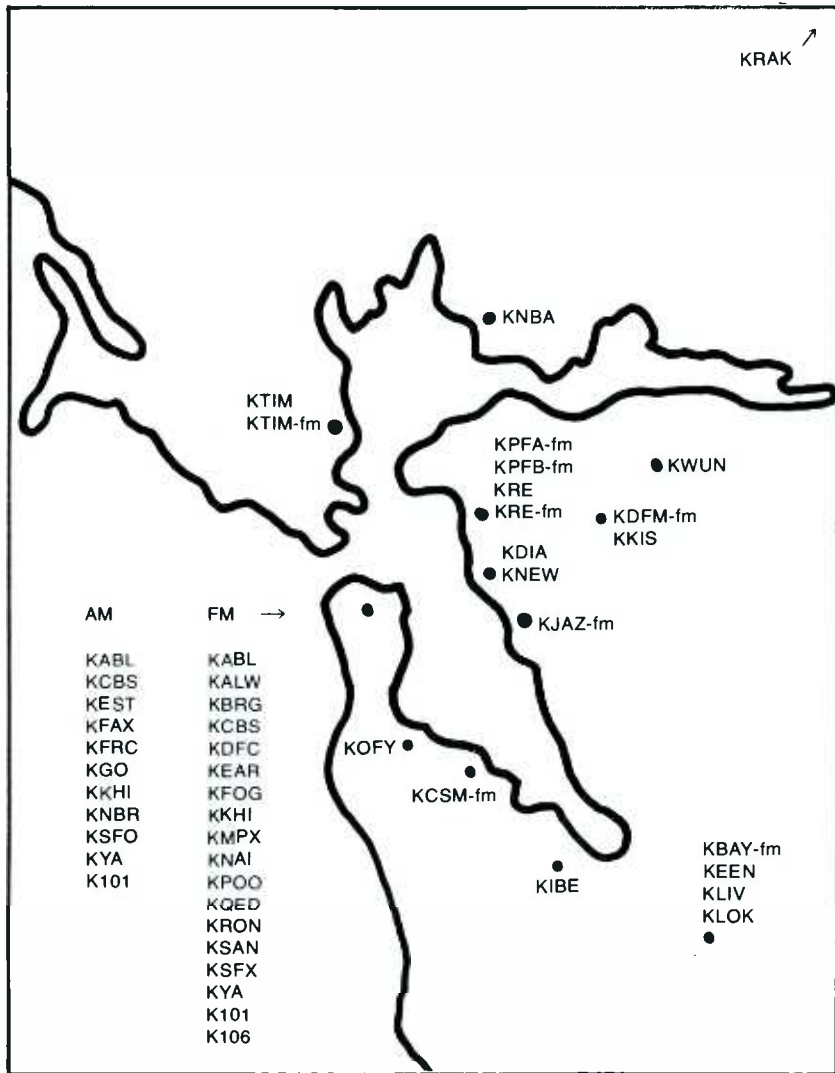 KRAK
KNBA
KTIM
KTIM-fm
KPFA-fm
KPFB-fm
KRE
KRE-fm
KWUN
KDFM-fm
KKIS
KDIA
KNEW
KJAZ-fm
AM
KABL
KCBS
KEST
KFAX
KFRC
KGO
KKHI
KNBR
KSFO
KYA
K101
FM →
KABL
KALW
KBRG
KCBS
KDFC
KEAR
KFOG
KKHI
KMPX
KNAI
KPOO
KQED
KRON
KSAN
KSFX
KYA
K101
K106
KOFY
KCSM-fm
KIBE
KBAY-fm
KEEN
KLIV
KLOK